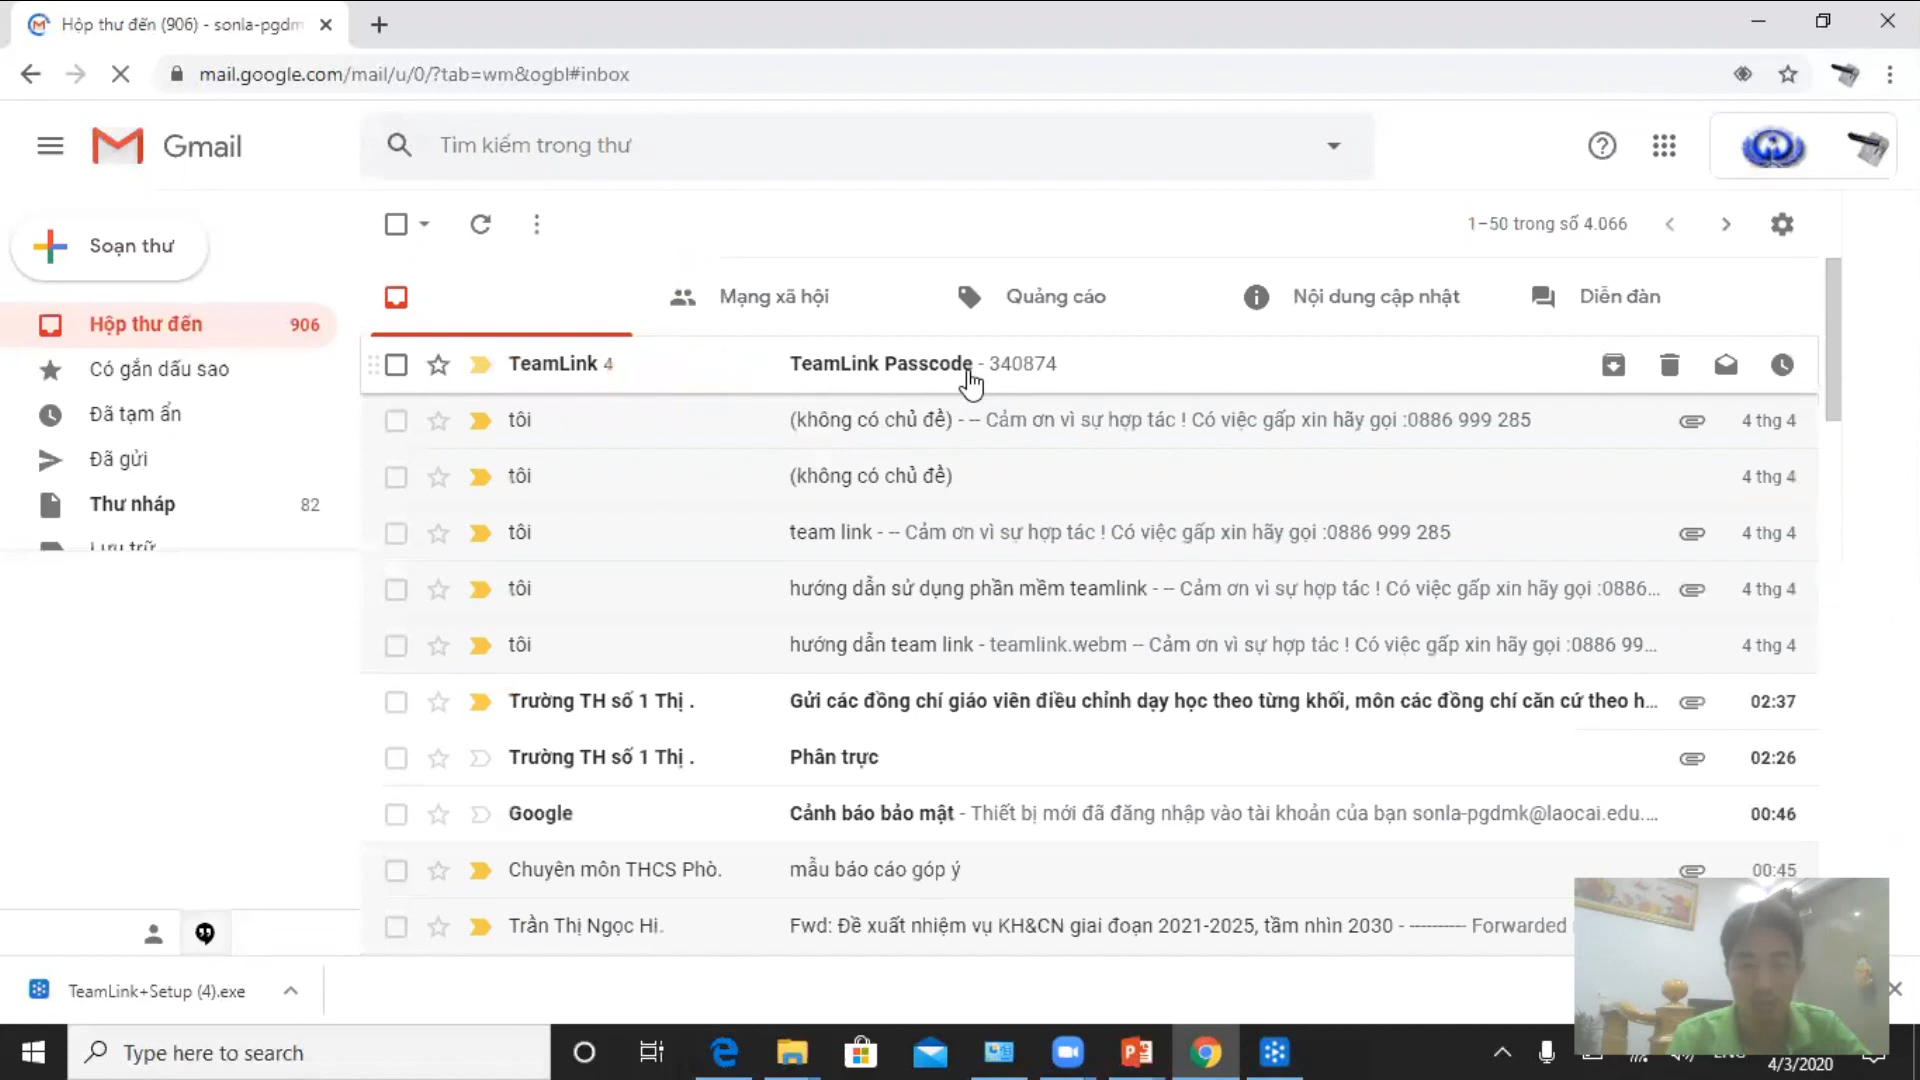 Hộp thư đến (906) - sonla-pgdm
mail.google.com/mail/u/0/?tab=wm&ogbl#inbox
Gmail
Tìm kiếm trong thư
Soạn thư
1–50 trong số 4.066
Mạng xã hội
Quảng cáo
Nội dung cập nhật
Diễn đàn
Hộp thư đến 906
Có gắn dấu sao
Đã tạm ẩn
Đã gửi
Thư nháp 82
Lưu trữ
TeamLink 4 TeamLink Passcode - 340874
tôi (không có chủ đề) - -- Cảm ơn vì sự hợp tác ! Có việc gấp xin hãy gọi :0886 999 285 4 thg 4
tôi (không có chủ đề) 4 thg 4
tôi team link - -- Cảm ơn vì sự hợp tác ! Có việc gấp xin hãy gọi :0886 999 285 4 thg 4
tôi hướng dẫn sử dụng phần mềm teamlink - -- Cảm ơn vì sự hợp tác ! Có việc gấp xin hãy gọi :0886... 4 thg 4
tôi hướng dẫn team link - teamlink.webm -- Cảm ơn vì sự hợp tác ! Có việc gấp xin hãy gọi :0886 99... 4 thg 4
Trường TH số 1 Thị . Gửi các đồng chí giáo viên điều chỉnh dạy học theo từng khối, môn các đồng chí căn cứ theo h... 02:37
Trường TH số 1 Thị . Phân trực 02:26
Google Cảnh báo bảo mật - Thiết bị mới đã đăng nhập vào tài khoản của bạn sonla-pgdmk@laocai.edu.... 00:46
Chuyên môn THCS Phò. mẫu báo cáo góp ý 00:45
Trần Thị Ngọc Hi. Fwd: Đề xuất nhiệm vụ KH&CN giai đoạn 2021-2025, tầm nhìn 2030 - ---------- Forwarded
TeamLink+Setup (4).exe
Type here to search
4/3/2020